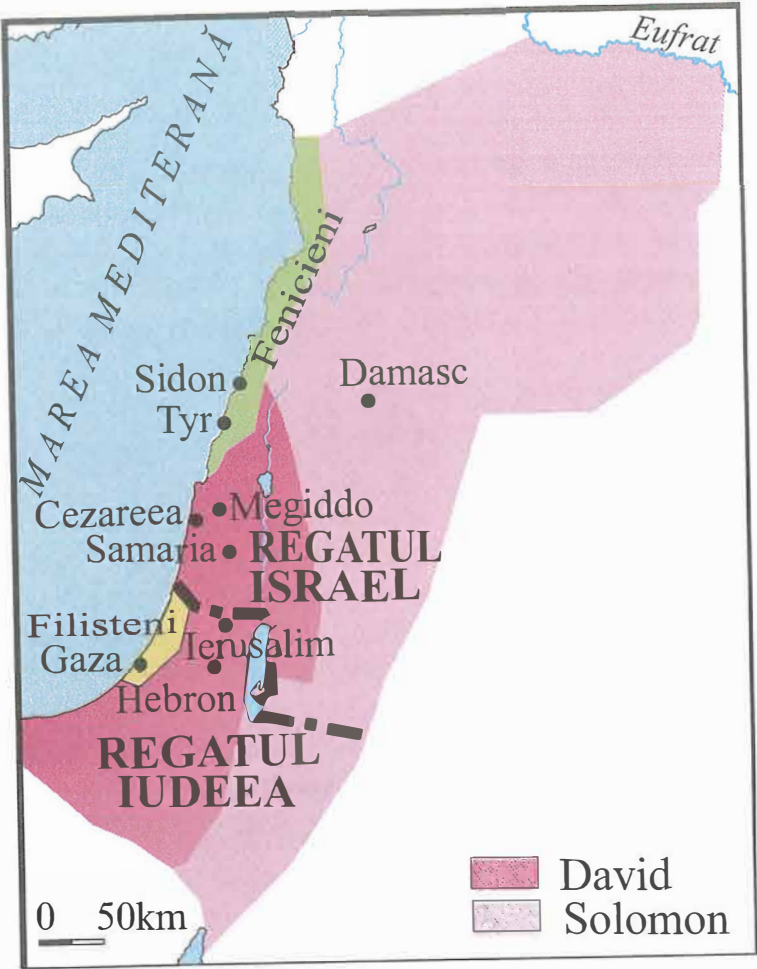 Eufrat
MAREA MEDITERANĂ
Fenicieni
Sidon
Damasc
Tyr
Megiddo
Cezareea
Samaria
REGATUL
ISRAEL
Filisteni
Ierusalim
Gaza
Hebron
REGATUL
IUDEEA
David
Solomon
0 50km